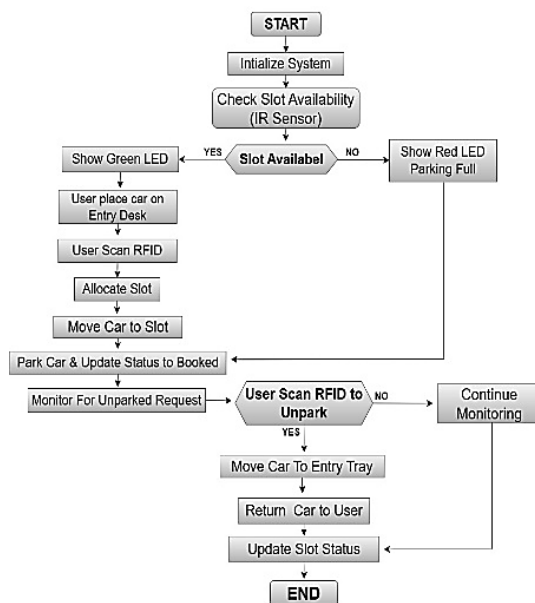 START
Intialize System
Check Slot Availability
(IR Sensor)
Slot Availabel
YES
NO
Show Green LED
Show Red LED
Parking Full
User place car on
Entry Desk
User Scan RFID
Allocate Slot
Move Car to Slot
Park Car & Update Status to Booked
Monitor For Unparked Request
User Scan RFID to
Unpark
NO
Continue
Monitoring
YES
Move Car To Entry Tray
Return Car to User
Update Slot Status
END